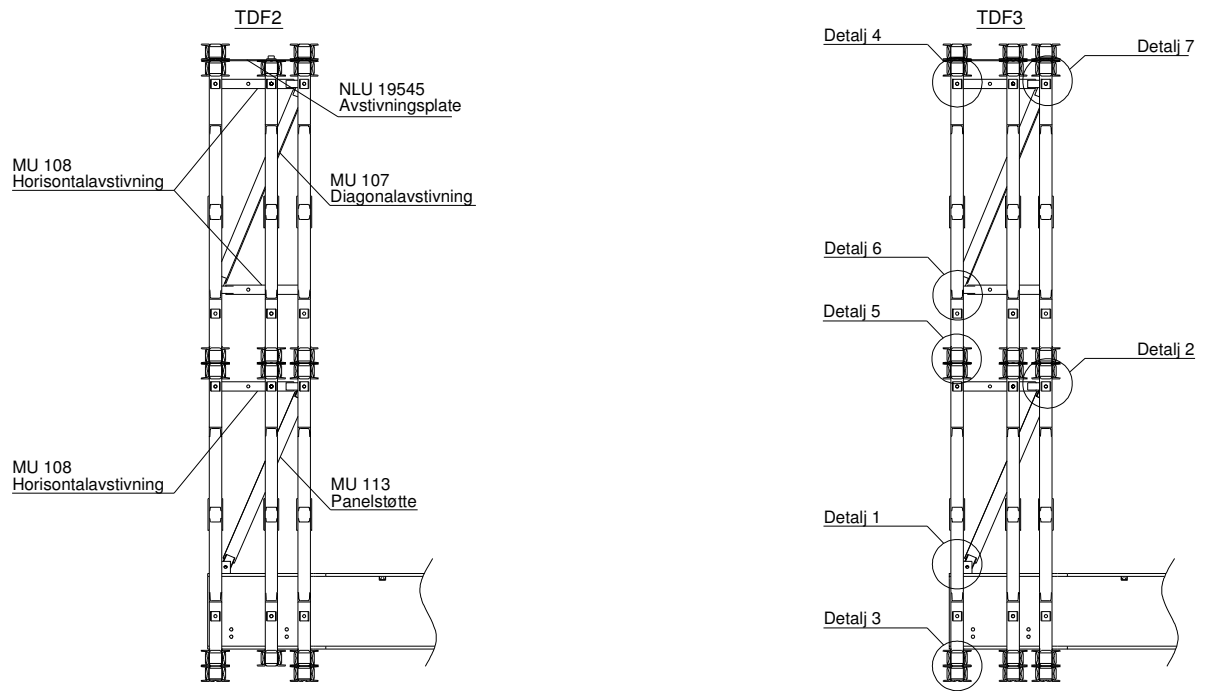 TDF2
NLU 19545
Avstivningsplate
MU 108
Horisontalavstivning
MU 107
Diagonalavstivning
MU 108
Horisontalavstivning
MU 113
Panelstøtte
TDF3
Detalj 4
Detalj 7
Detalj 6
Detalj 5
Detalj 2
Detalj 1
Detalj 3